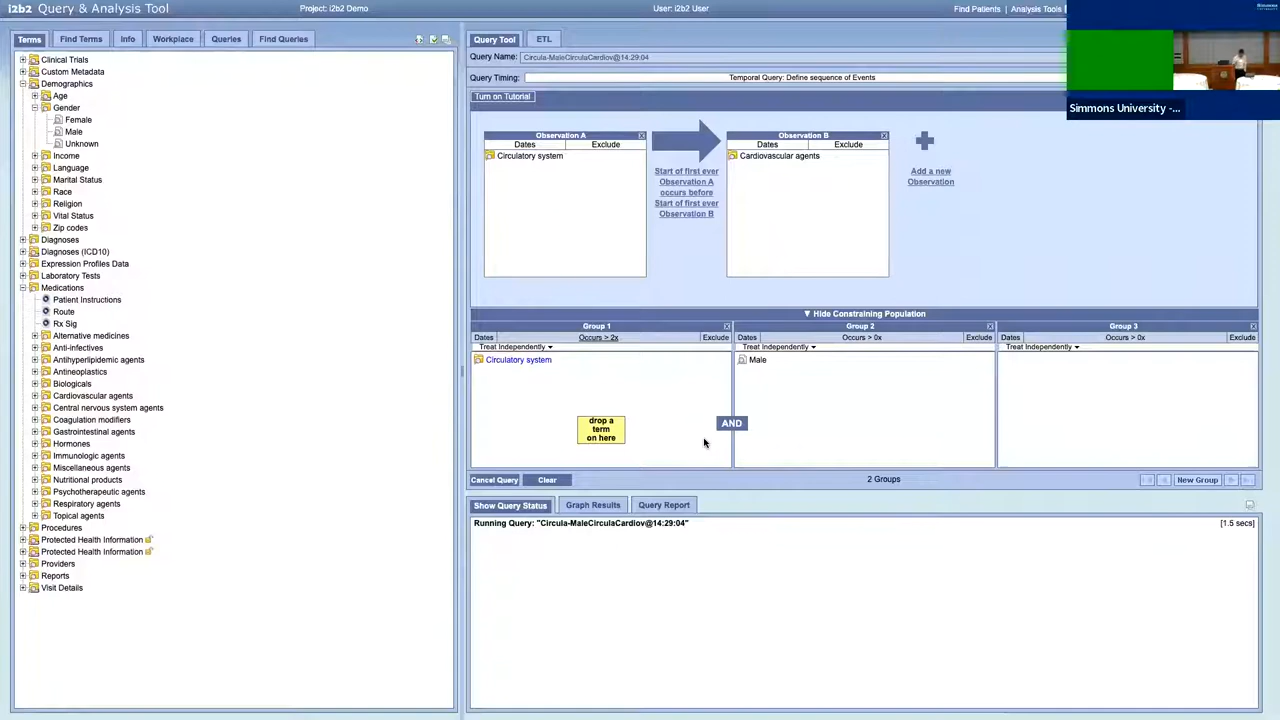 i2b2 Query & Analysis Tool
Project: i2b2 Demo
User: i2b2 User
Find Patients | Analysis Tools
Simmons University -...
Terms
Find Terms
Info
Workplace
Queries
Find Queries
Clinical Trials
Custom Metadata
Demographics
Age
Gender
Female
Male
Unknown
Income
Language
Marital Status
Race
Religion
Vital Status
Zip codes
Diagnoses
Diagnoses (ICD10)
Expression Profiles Data
Laboratory Tests
Medications
Patient Instructions
Route
Rx Sig
Alternative medicines
Anti-infectives
Antihyperlipidemic agents
Antineoplastics
Biologicals
Cardiovascular agents
Central nervous system agents
Coagulation modifiers
Gastrointestinal agents
Hormones
Immunologic agents
Miscellaneous agents
Nutritional products
Psychotherapeutic agents
Respiratory agents
Topical agents
Procedures
Protected Health Information
Protected Health Information
Providers
Reports
Visit Details
Query Tool
ETL
Query Name:
Circula-MaleCirculaCardiov@14:29:04
Query Timing:
Temporal Query: Define sequence of Events
Turn on Tutorial
Observation A
Dates
Exclude
Circulatory system
Start of first ever
Observation A
occurs before
Start of first ever
Observation B
Observation B
Dates
Exclude
Cardiovascular agents
Add a new
Observation
▼ Hide Constraining Population
Group 1
Dates
Occurs > 2x
Exclude
Treat Independently
Circulatory system
drop a
term
on here
AND
Group 2
Dates
Occurs > 0x
Exclude
Treat Independently
Male
Group 3
Dates
Occurs > 0x
Exclude
Treat Independently
Cancel Query
Clear
2 Groups
New Group
Show Query Status
Graph Results
Query Report
Running Query: "Circula-MaleCirculaCardiov@14:29:04"
[1.5 secs]